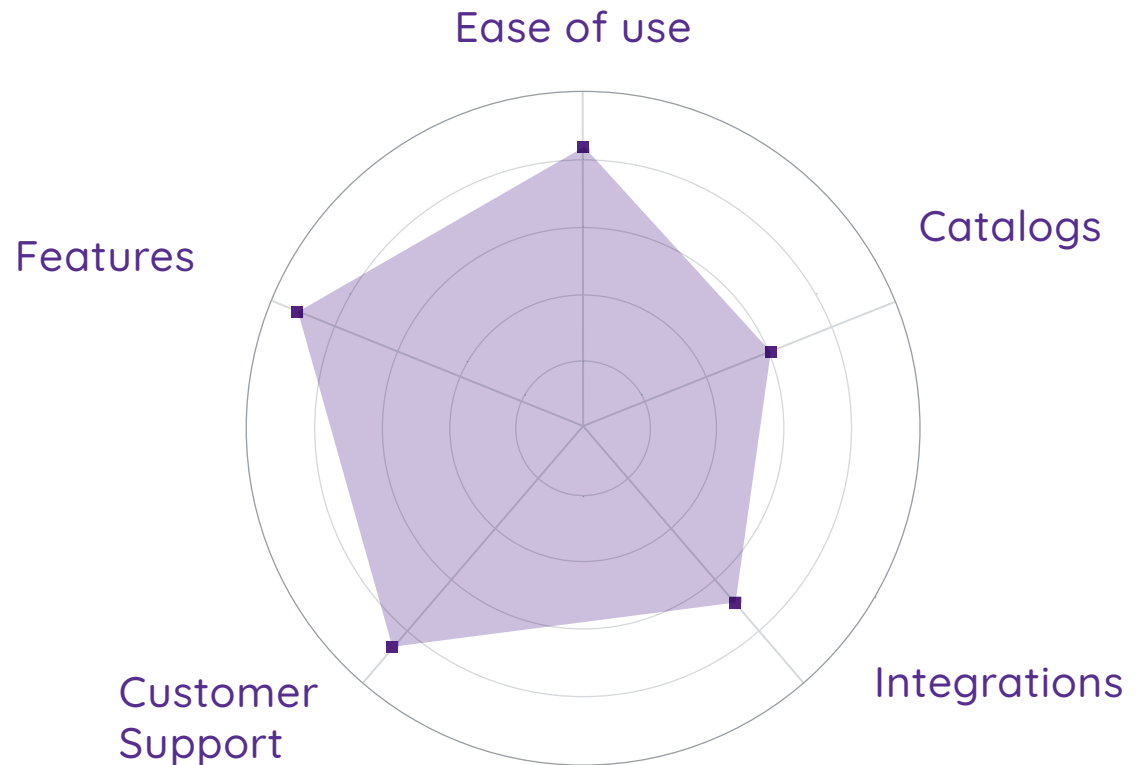 Ease of use
Catalogs
Features
Integrations
Customer
Support